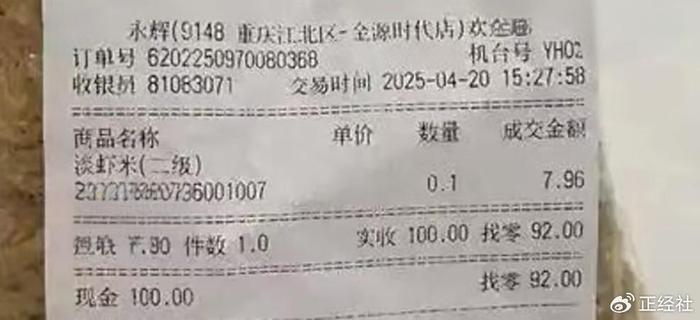 永辉(9148 重庆江北区-金源时代店)欢
订单号 6202250970080368 机台号 YH02
收银员 81083071 交易时间 2025-04-20 15:27:58
商品名称 单价 数量 成交金额
淡虾米(二级)
0.1 7.96
件数 1.0 实收 100.00 找零 92.00
找零 92.00
现金 100.00
正经社